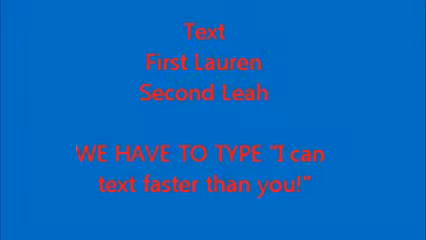 Text
First Lauren
Second Leah
WE HAVE TO TYPE "I can
text faster than you!"